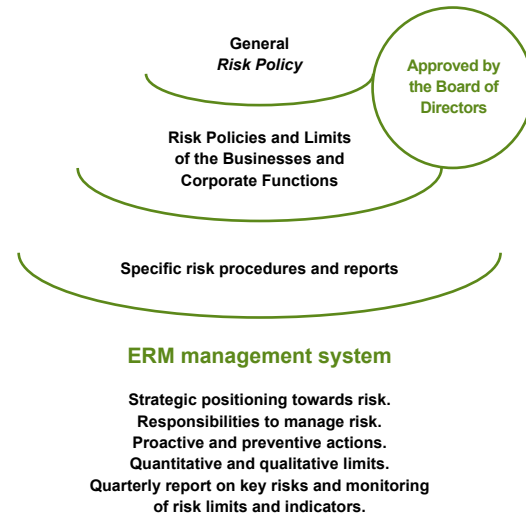 General
Risk Policy
Approved by
the Board of
Directors
Risk Policies and Limits
of the Businesses and
Corporate Functions
Specific risk procedures and reports
ERM management system
Strategic positioning towards risk.
Responsibilities to manage risk.
Proactive and preventive actions.
Quantitative and qualitative limits.
Quarterly report on key risks and monitoring
of risk limits and indicators.